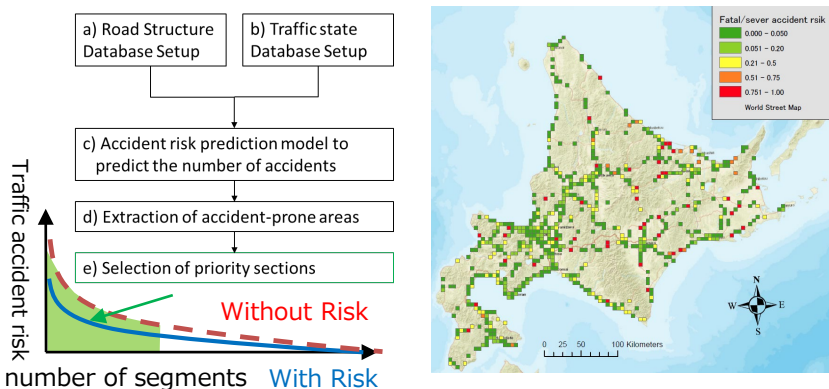 a) Road Structure
Database Setup
b) Traffic state
Database Setup
c) Accident risk prediction model to
predict the number of accidents
d) Extraction of accident-prone areas
e) Selection of priority sections
Traffic accident risk
Without Risk
number of segments
With Risk
Fatal/sever accident rsik
0.000 - 0.050
0.051 - 0.20
0.21 - 0.5
0.51 - 0.75
0.751 - 1.00
World Street Map
N
W
E
S
0 25 50 100 Kilometers